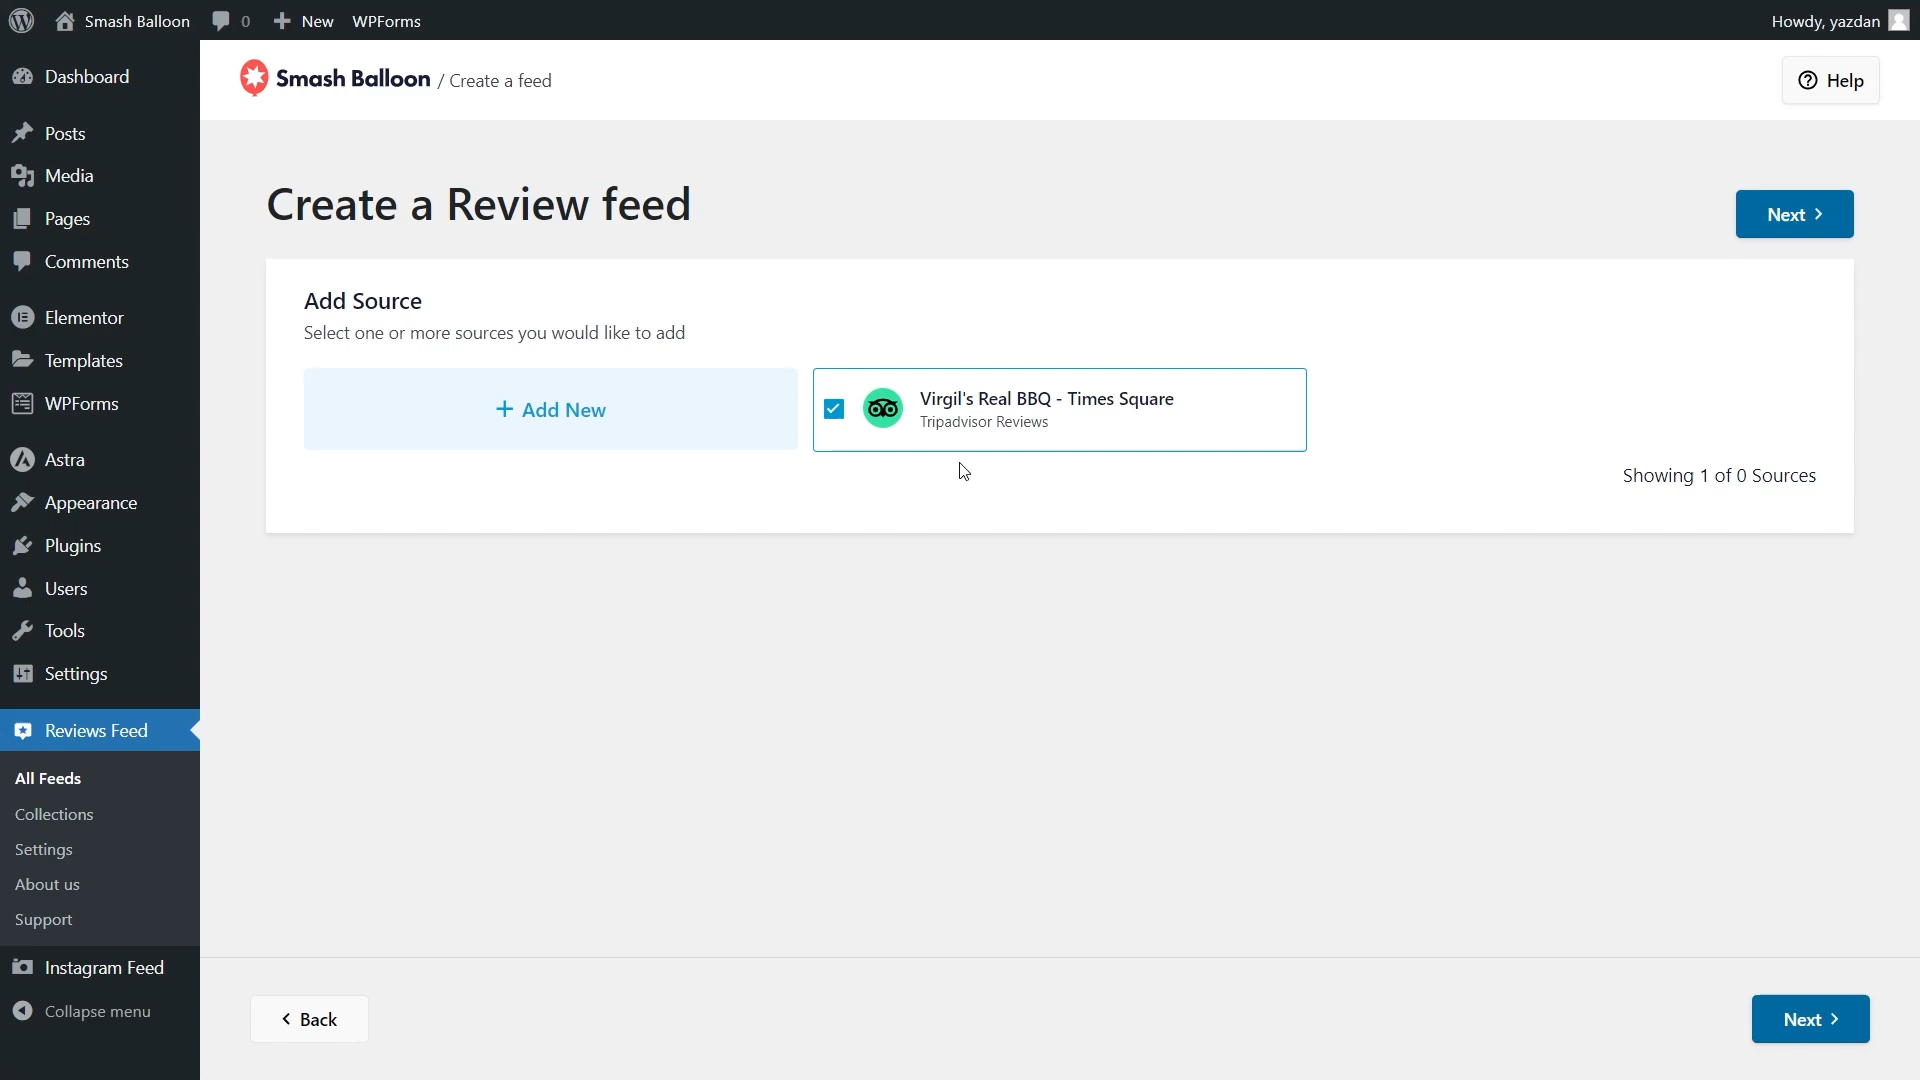 Smash Balloon 0 New WPForms Howdy, yazdan
Dashboard
Posts
Media
Pages
Comments
Elementor
Templates
WPForms
Astra
Appearance
Plugins
Users
Tools
Settings
Reviews Feed
All Feeds
Collections
Settings
About us
Support
Instagram Feed
Collapse menu
Smash Balloon / Create a feed
Help
Create a Review feed
Next
Add Source
Select one or more sources you would like to add
+ Add New
Virgil's Real BBQ - Times Square
Tripadvisor Reviews
Showing 1 of 0 Sources
Back
Next